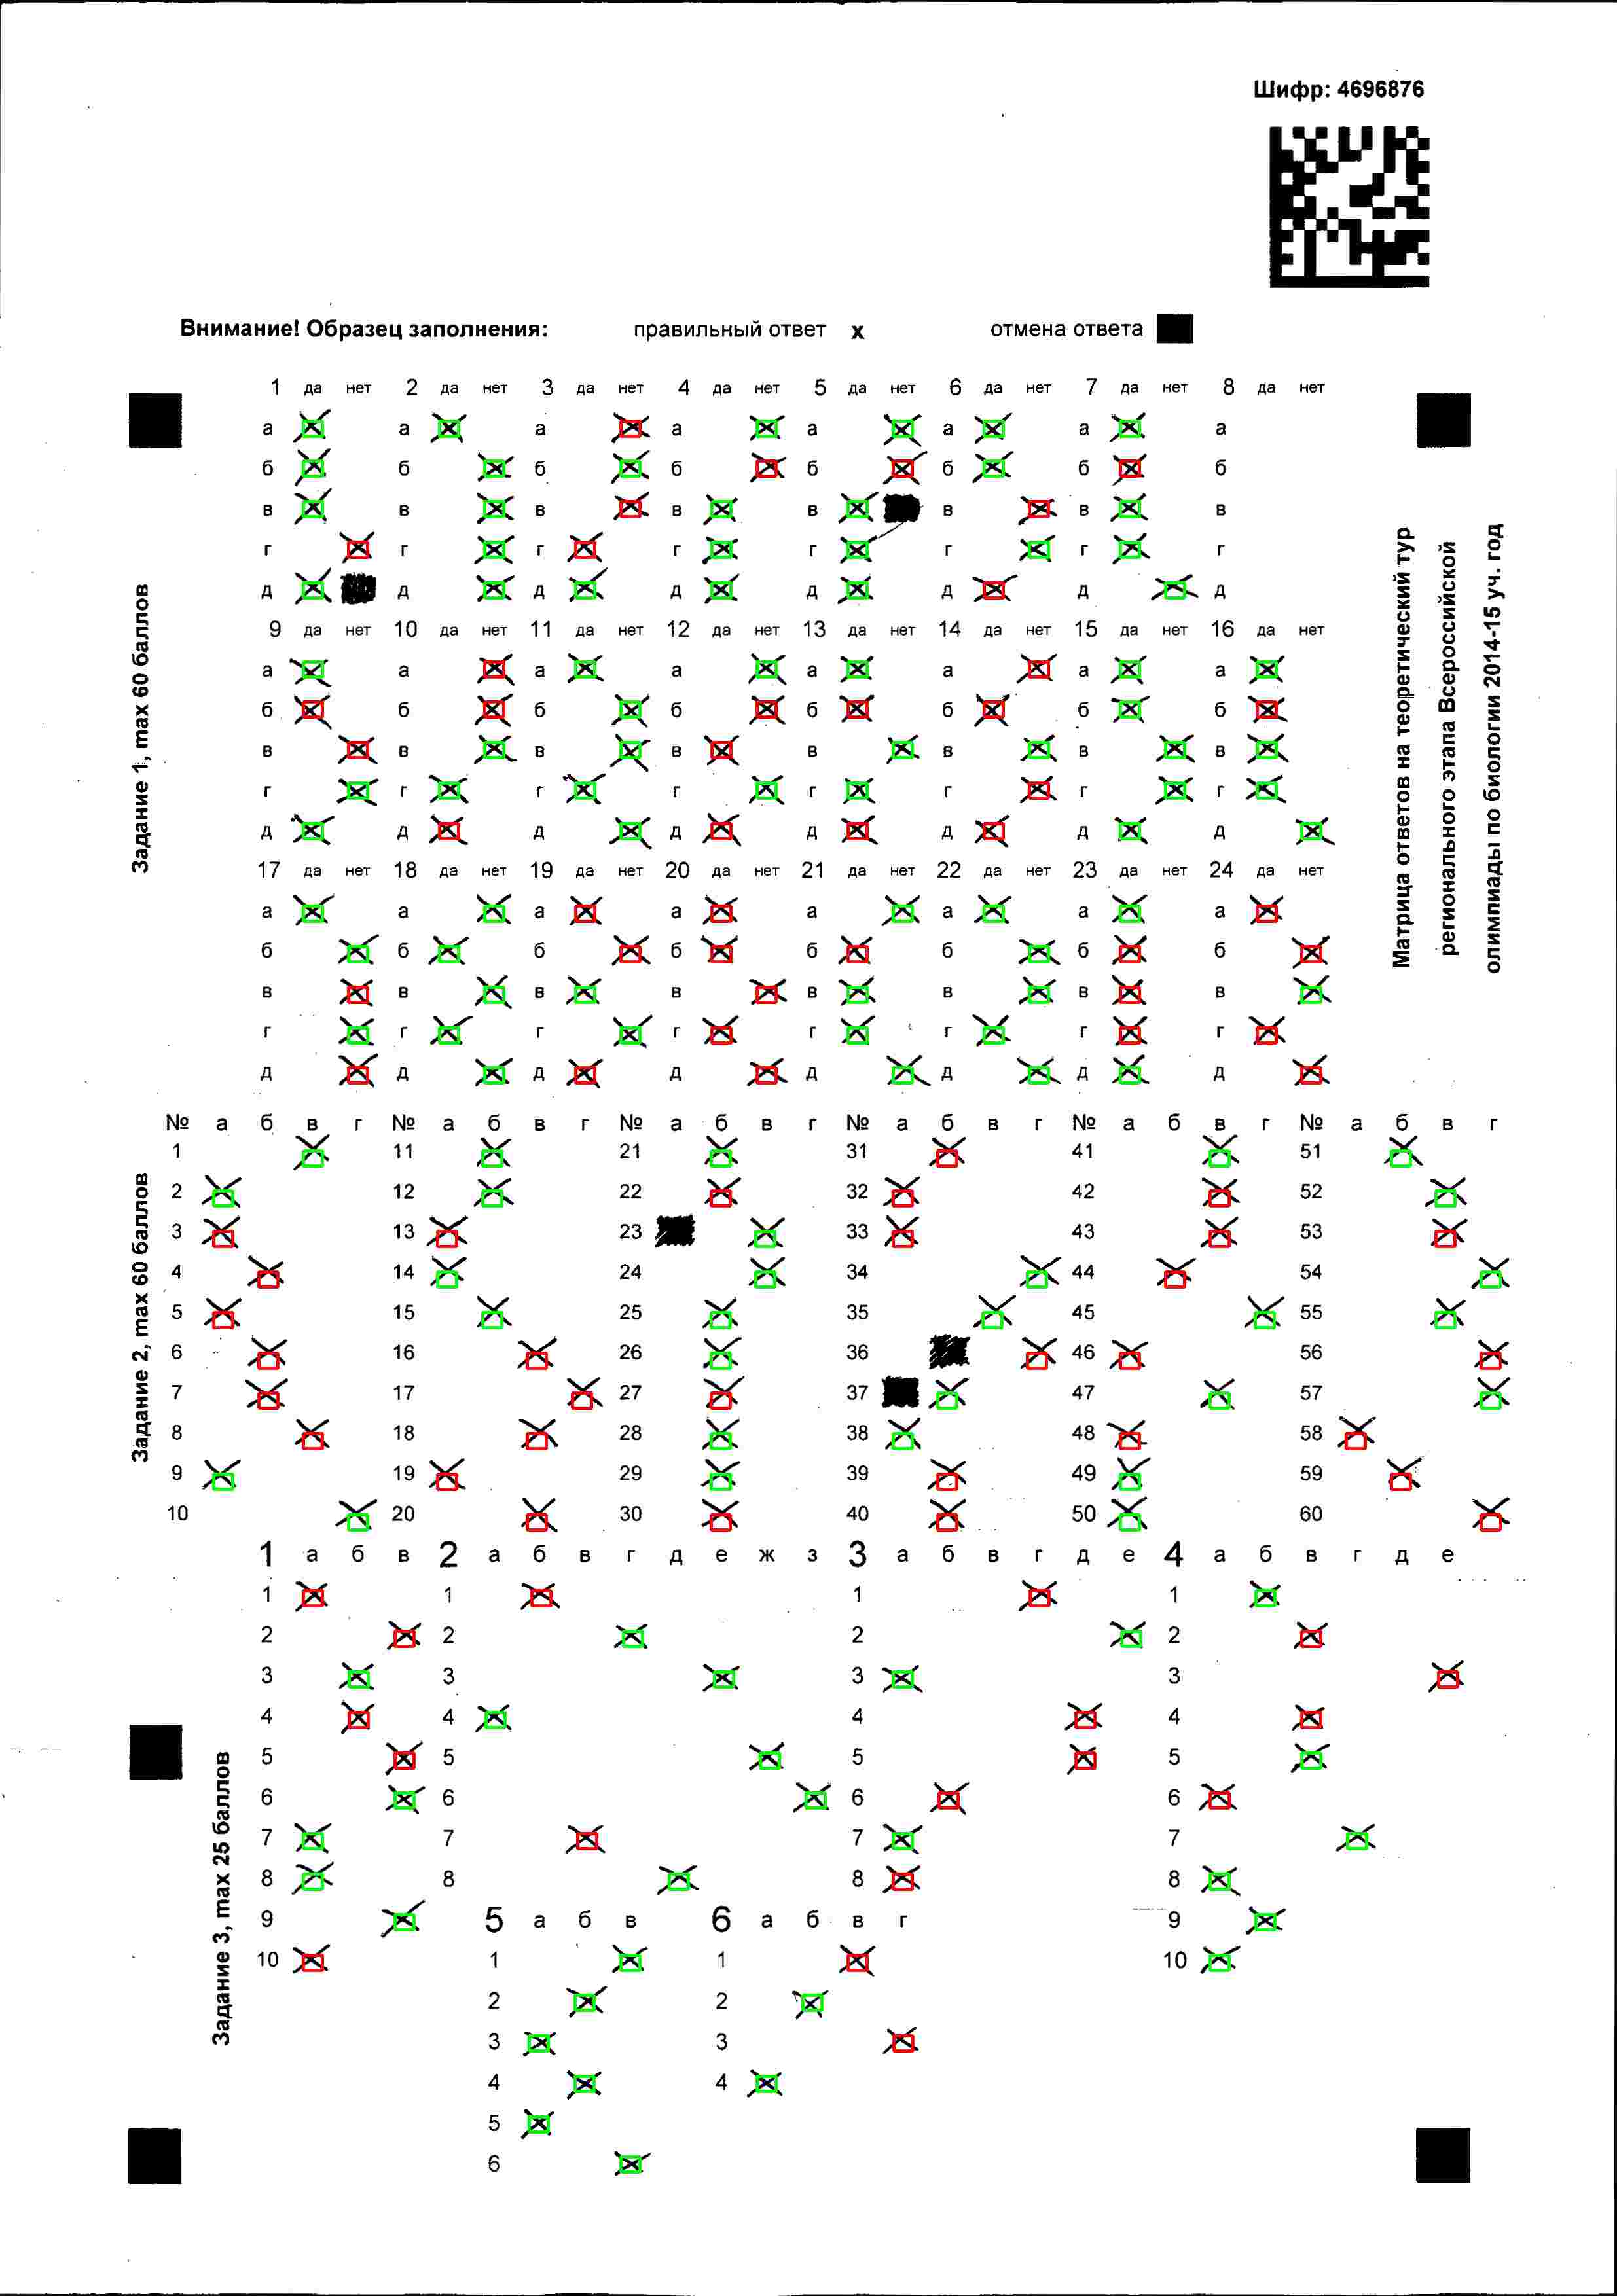 Шифр: 4696876
Внимание! Образец заполнения: правильный ответ х отмена ответа
1 да нет 2 да нет 3 да нет 4 да нет 5 да нет 6 да нет 7 да нет 8 да нет
а а а а а а а а
б б б б б б б б
в в в в в в в в
г г г г г г г г
д д д д д д д д
9 да нет 10 да нет 11 да нет 12 да нет 13 да нет 14 да нет 15 да нет 16 да нет
а а а а а а а а
б б б б б б б б
в в в в в в в в
г г г г г г г г
д д д д д д д д
17 да нет 18 да нет 19 да нет 20 да нет 21 да нет 22 да нет 23 да нет 24 да нет
а а а а а а а а
б б б б б б б б
в в в в в в в в
г г г г г г г г
д д д д д д д д
Задание 1, max 60 баллов
Матрица ответов на теоретический тур
регионального этапа Всероссийской
олимпиады по биологии 2014-15 уч. год
№ а б в г № а б в г № а б в г № а б в г № а б в г № а б в г
1 11 21 31 41 51
2 12 22 32 42 52
3 13 23 33 43 53
4 14 24 34 44 54
5 15 25 35 45 55
6 16 26 36 46 56
7 17 27 37 47 57
8 18 28 38 48 58
9 19 29 39 49 59
10 20 30 40 50 60
Задание 2, max 60 баллов
1 а б в 2 а б в г д е ж з 3 а б в г д е 4 а б в г д е
1 1 1 1
2 2 2 2
3 3 3 3
4 4 4 4
5 5 5 5
6 6 6 6
7 7 7 7
8 8 8 8
9 5 а б в 6 а б в г 9
10 1 1 10
2 2
3 3
4 4
5
6
Задание 3, max 25 баллов